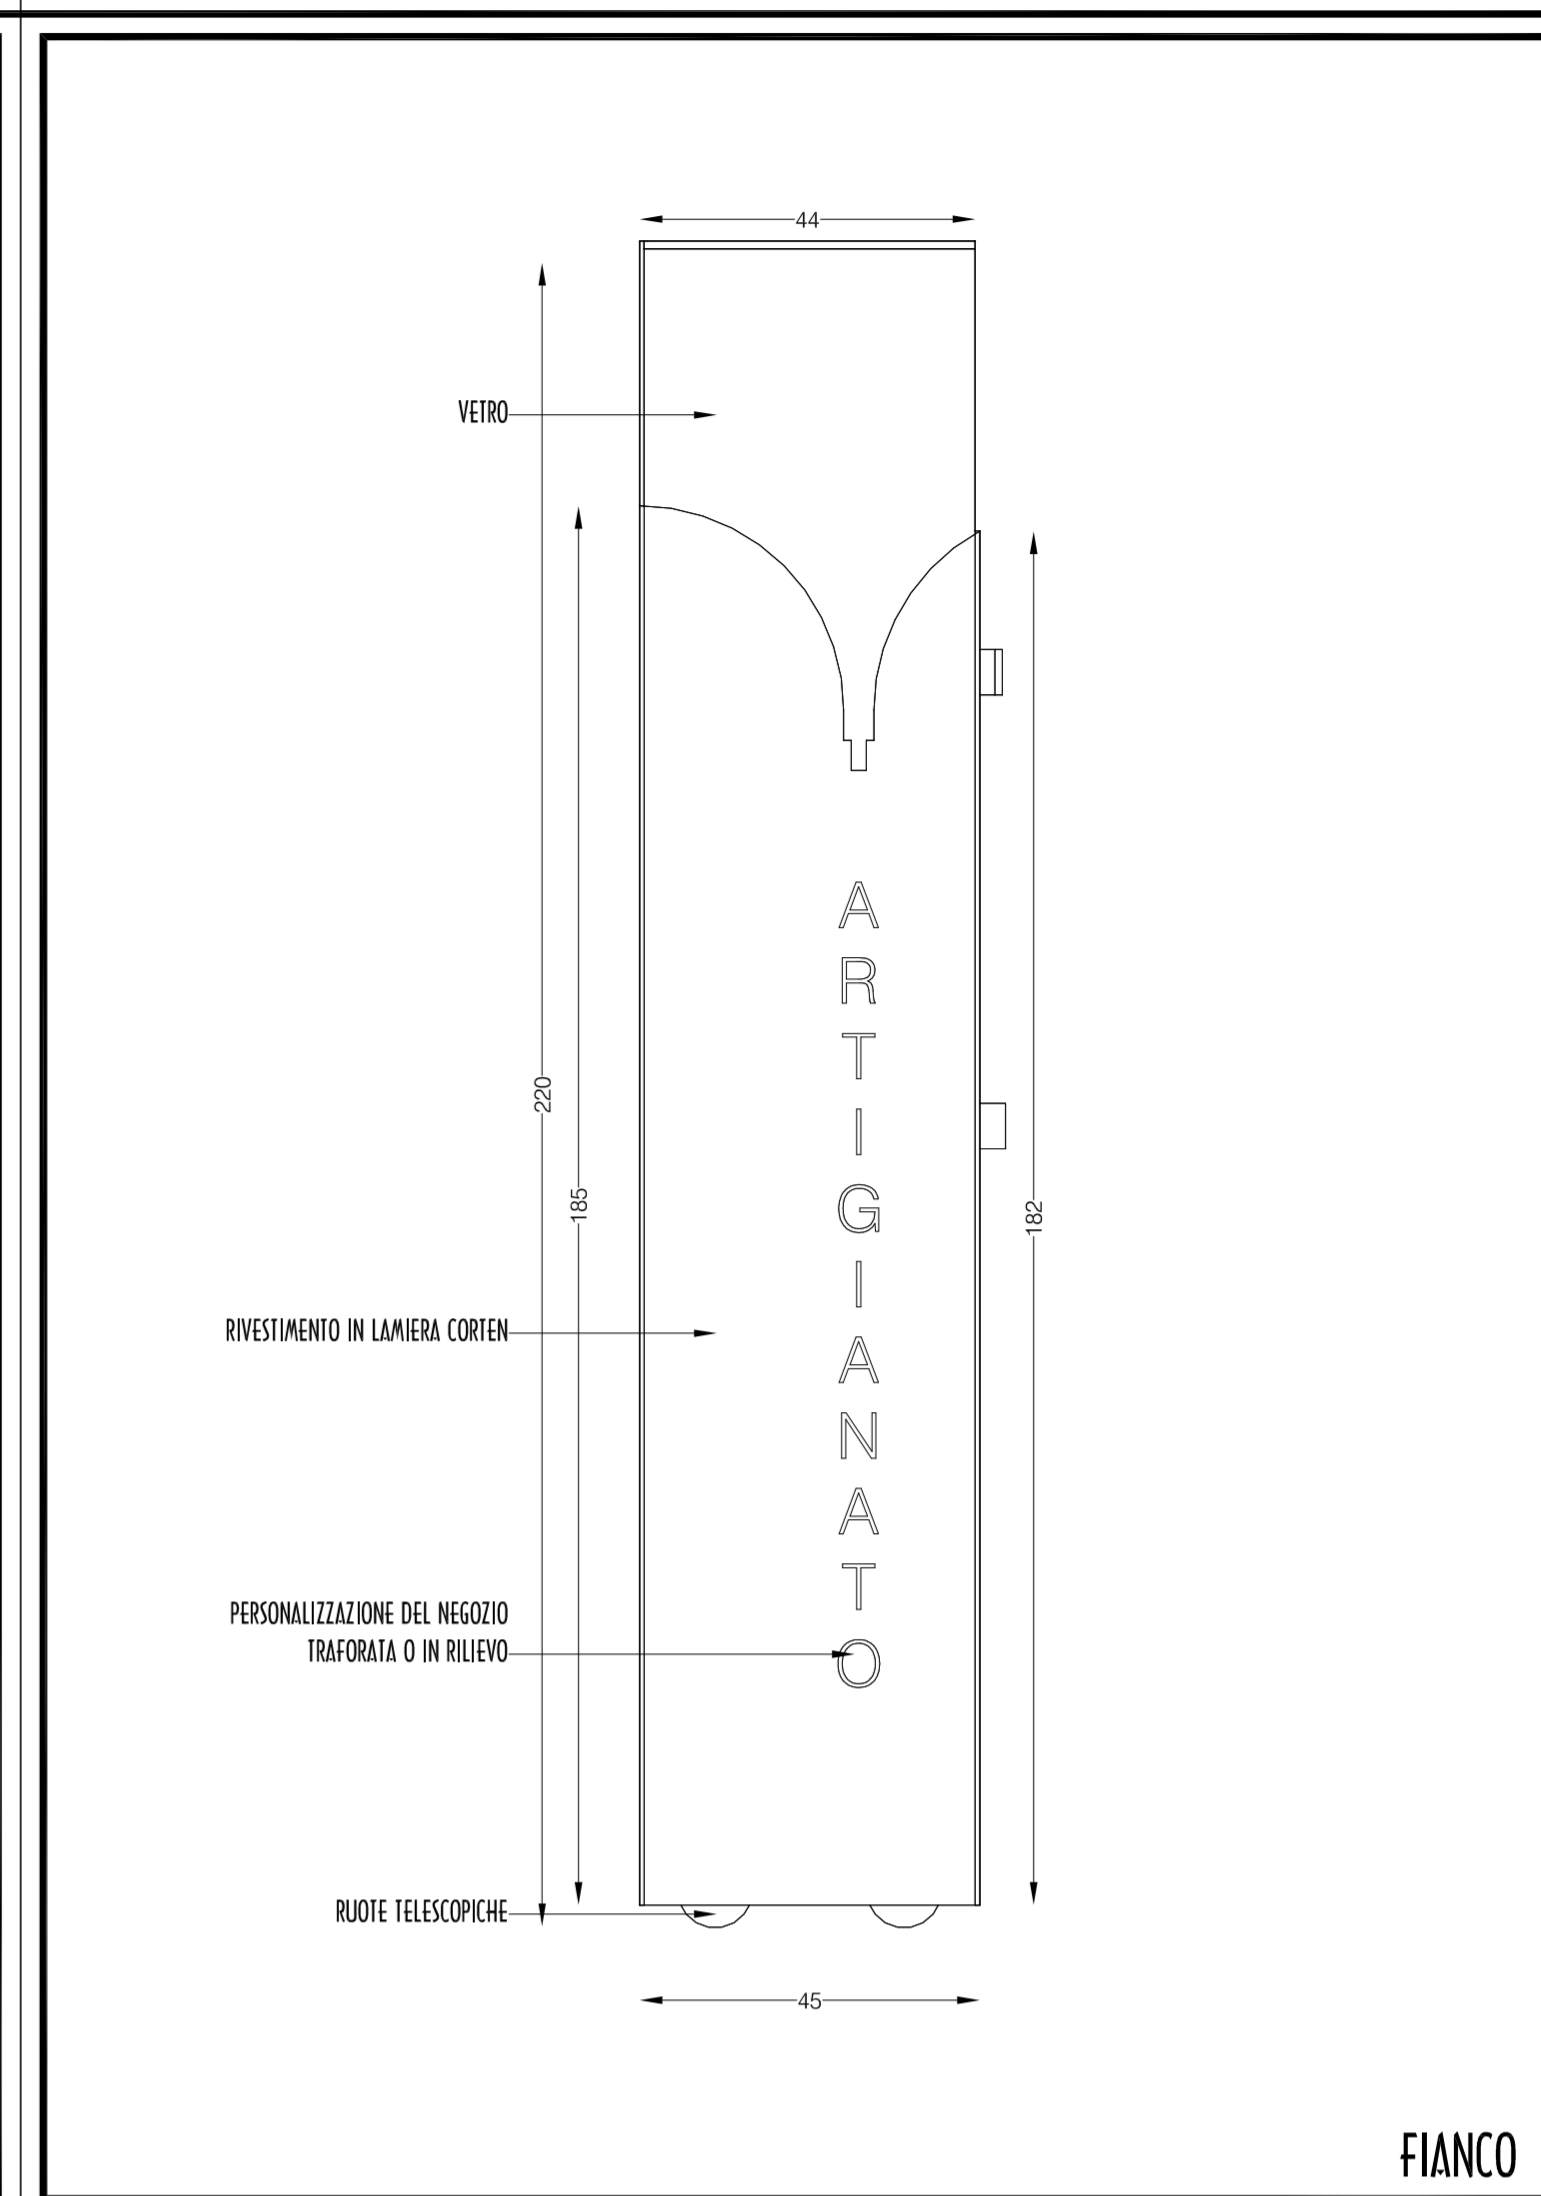 44
VETRO
220
185
182
A
R
T
I
G
I
A
N
A
T
O
RIVESTIMENTO IN LAMIERA CORTEN
PERSONALIZZAZIONE DEL NEGOZIO
TRAFORATA O IN RILIEVO
RUOTE TELESCOPICHE
45
FIANCO